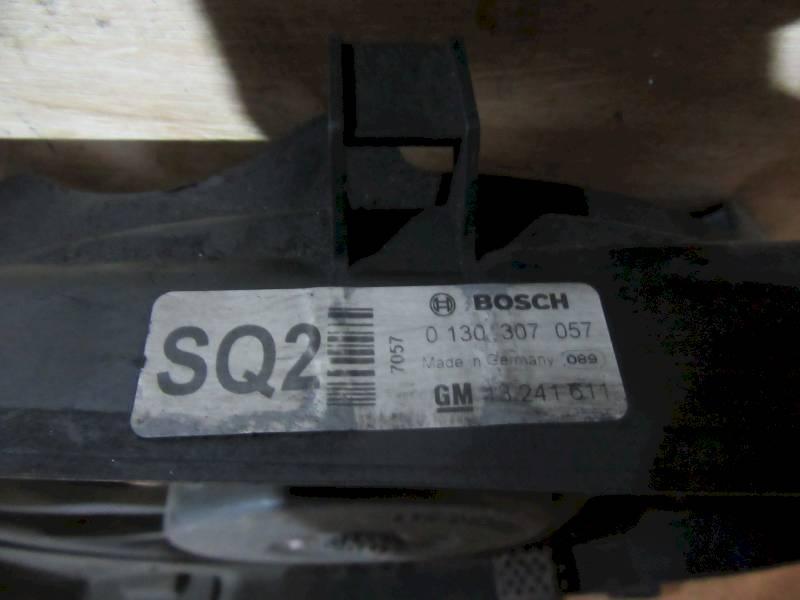 SQ2
7057
BOSCH
0 130 307 057
Made in Germany 089
GM 13.241 611